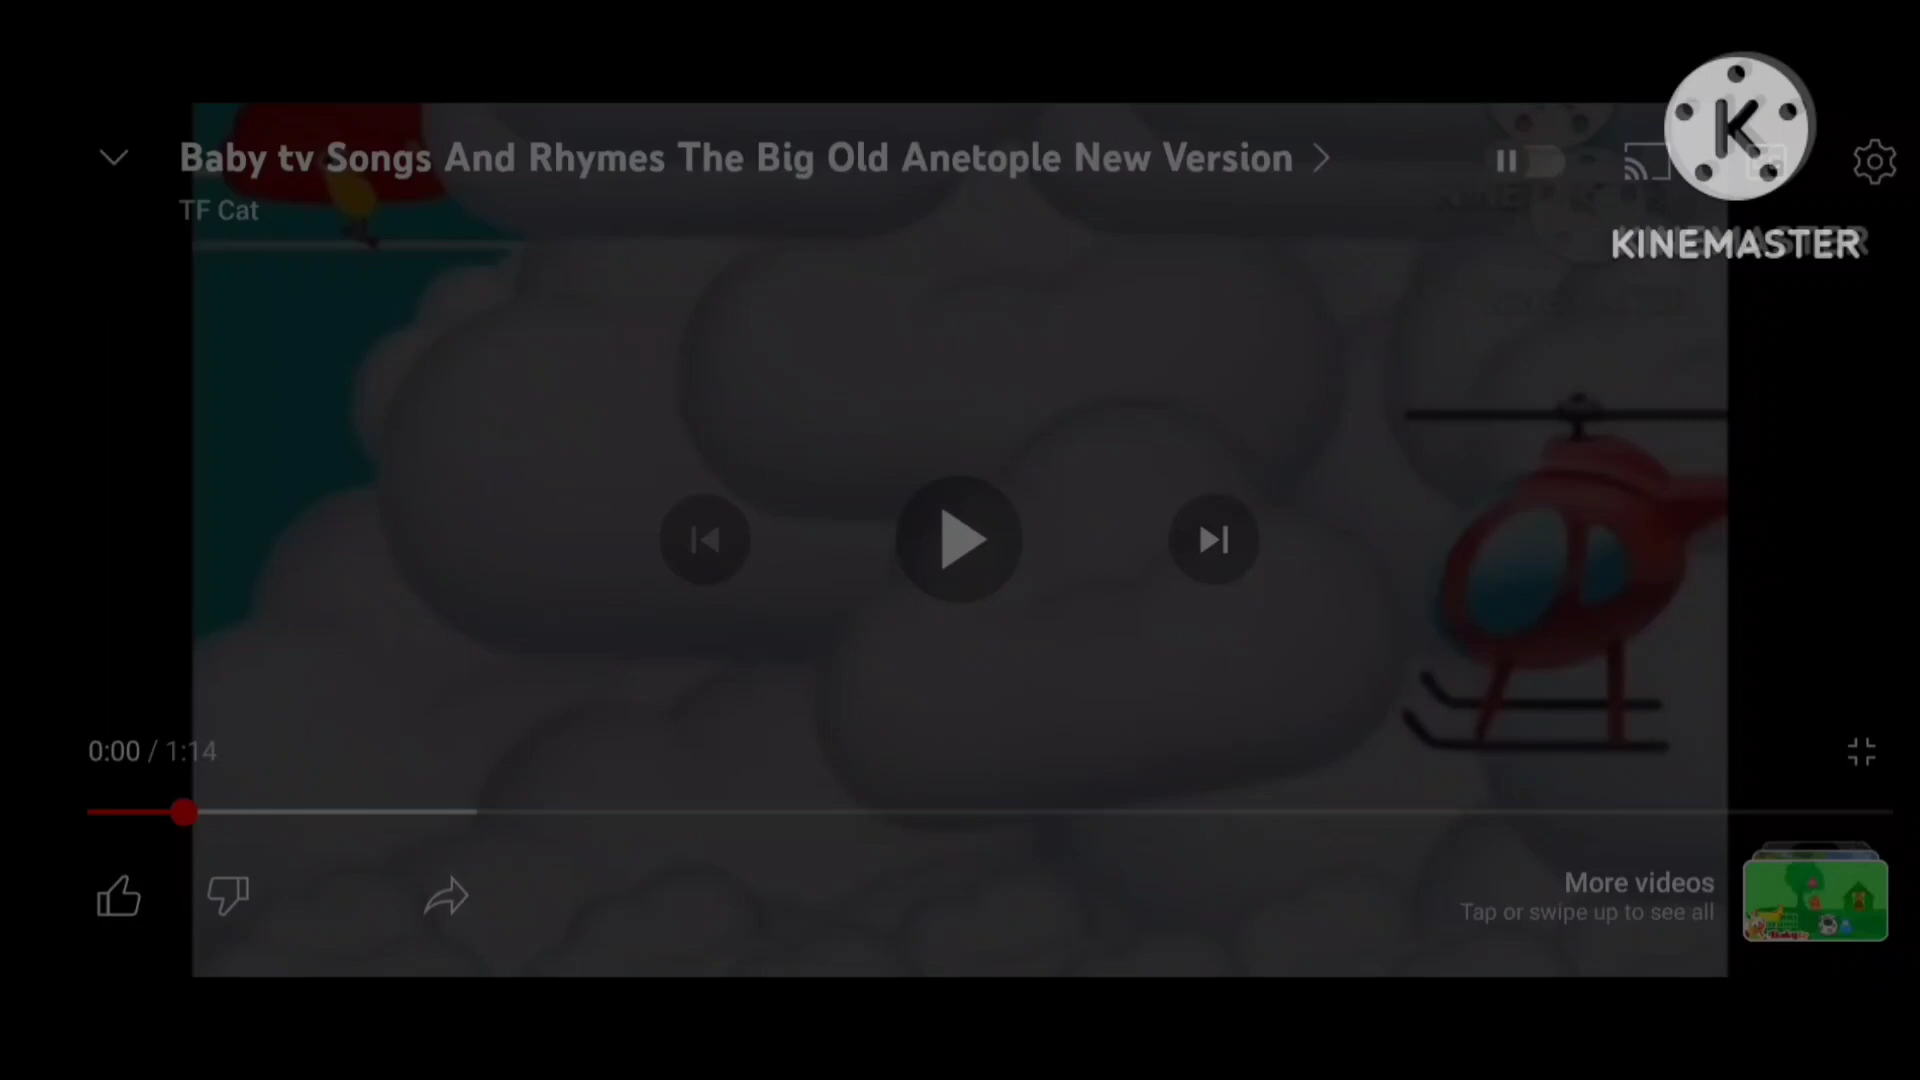 Baby tv Songs And Rhymes The Big Old Anetople New Version
TF Cat
K
KINEMASTER
0:00 / 1:14
More videos
Tap or swipe up to see all